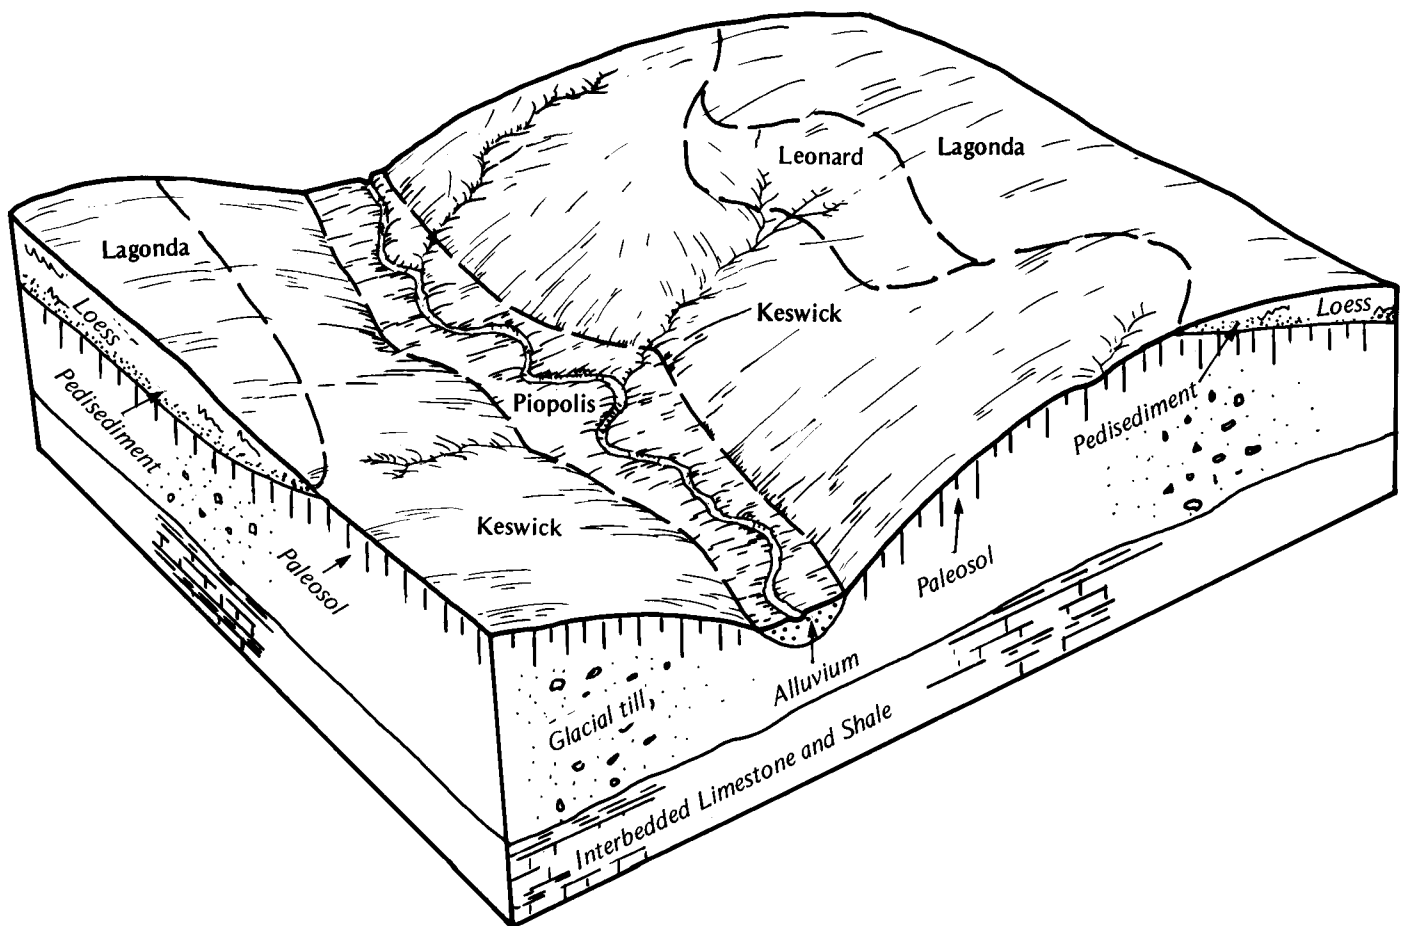 Leonard
Lagonda
Lagonda
Loess
Loess
Keswick
Pedisediment
Piopolis
Pedisediment
Keswick
Paleosol
Paleosol
Alluvium
Glacial till,
Interbedded Limestone and Shale